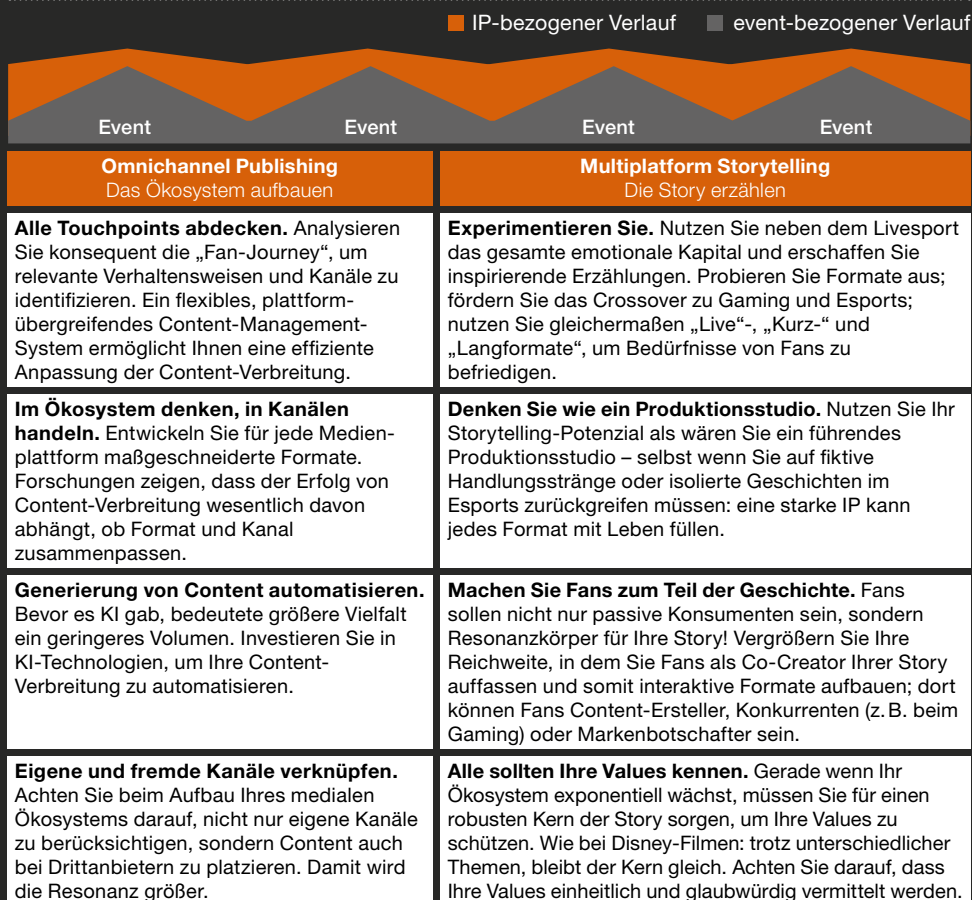 IP-bezogener Verlauf
event-bezogener Verlauf
Event
Event
Event
Event
Omnichannel Publishing
Das Ökosystem aufbauen
Multiplatform Storytelling
Die Story erzählen
Alle Touchpoints abdecken. Analysieren
Sie konsequent die „Fan-Journey“, um
relevante Verhaltensweisen und Kanäle zu
identifizieren. Ein flexibles, plattform-
übergreifendes Content-Management-
System ermöglicht Ihnen eine effiziente
Anpassung der Content-Verbreitung.
Experimentieren Sie. Nutzen Sie neben dem Livesport
das gesamte emotionale Kapital und erschaffen Sie
inspirierende Erzählungen. Probieren Sie Formate aus;
fördern Sie das Crossover zu Gaming und Esports;
nutzen Sie gleichermaßen „Live“-, „Kurz-“ und
„Langformate“, um Bedürfnisse von Fans zu
befriedigen.
Im Ökosystem denken, in Kanälen
handeln. Entwickeln Sie für jede Medien-
plattform maßgeschneiderte Formate.
Forschungen zeigen, dass der Erfolg von
Content-Verbreitung wesentlich davon
abhängt, ob Format und Kanal
zusammenpassen.
Denken Sie wie ein Produktionsstudio. Nutzen Sie Ihr
Storytelling-Potenzial als wären Sie ein führendes
Produktionsstudio – selbst wenn Sie auf fiktive
Handlungsstränge oder isolierte Geschichten im
Esports zurückgreifen müssen: eine starke IP kann
jedes Format mit Leben füllen.
Generierung von Content automatisieren.
Bevor es KI gab, bedeutete größere Vielfalt
ein geringeres Volumen. Investieren Sie in
KI-Technologien, um Ihre Content-
Verbreitung zu automatisieren.
Machen Sie Fans zum Teil der Geschichte. Fans
sollen nicht nur passive Konsumenten sein, sondern
Resonanzkörper für Ihre Story! Vergrößern Sie Ihre
Reichweite, in dem Sie Fans als Co-Creator Ihrer Story
auffassen und somit interaktive Formate aufbauen; dort
können Fans Content-Ersteller, Konkurrenten (z. B. beim
Gaming) oder Markenbotschafter sein.
Eigene und fremde Kanäle verknüpfen.
Achten Sie beim Aufbau Ihres medialen
Ökosystems darauf, nicht nur eigene Kanäle
zu berücksichtigen, sondern Content auch
bei Drittanbietern zu platzieren. Damit wird
die Resonanz größer.
Alle sollten Ihre Values kennen. Gerade wenn Ihr
Ökosystem exponentiell wächst, müssen Sie für einen
robusten Kern der Story sorgen, um Ihre Values zu
schützen. Wie bei Disney-Filmen: trotz unterschiedlicher
Themen, bleibt der Kern gleich. Achten Sie darauf, dass
Ihre Values einheitlich und glaubwürdig vermittelt werden.